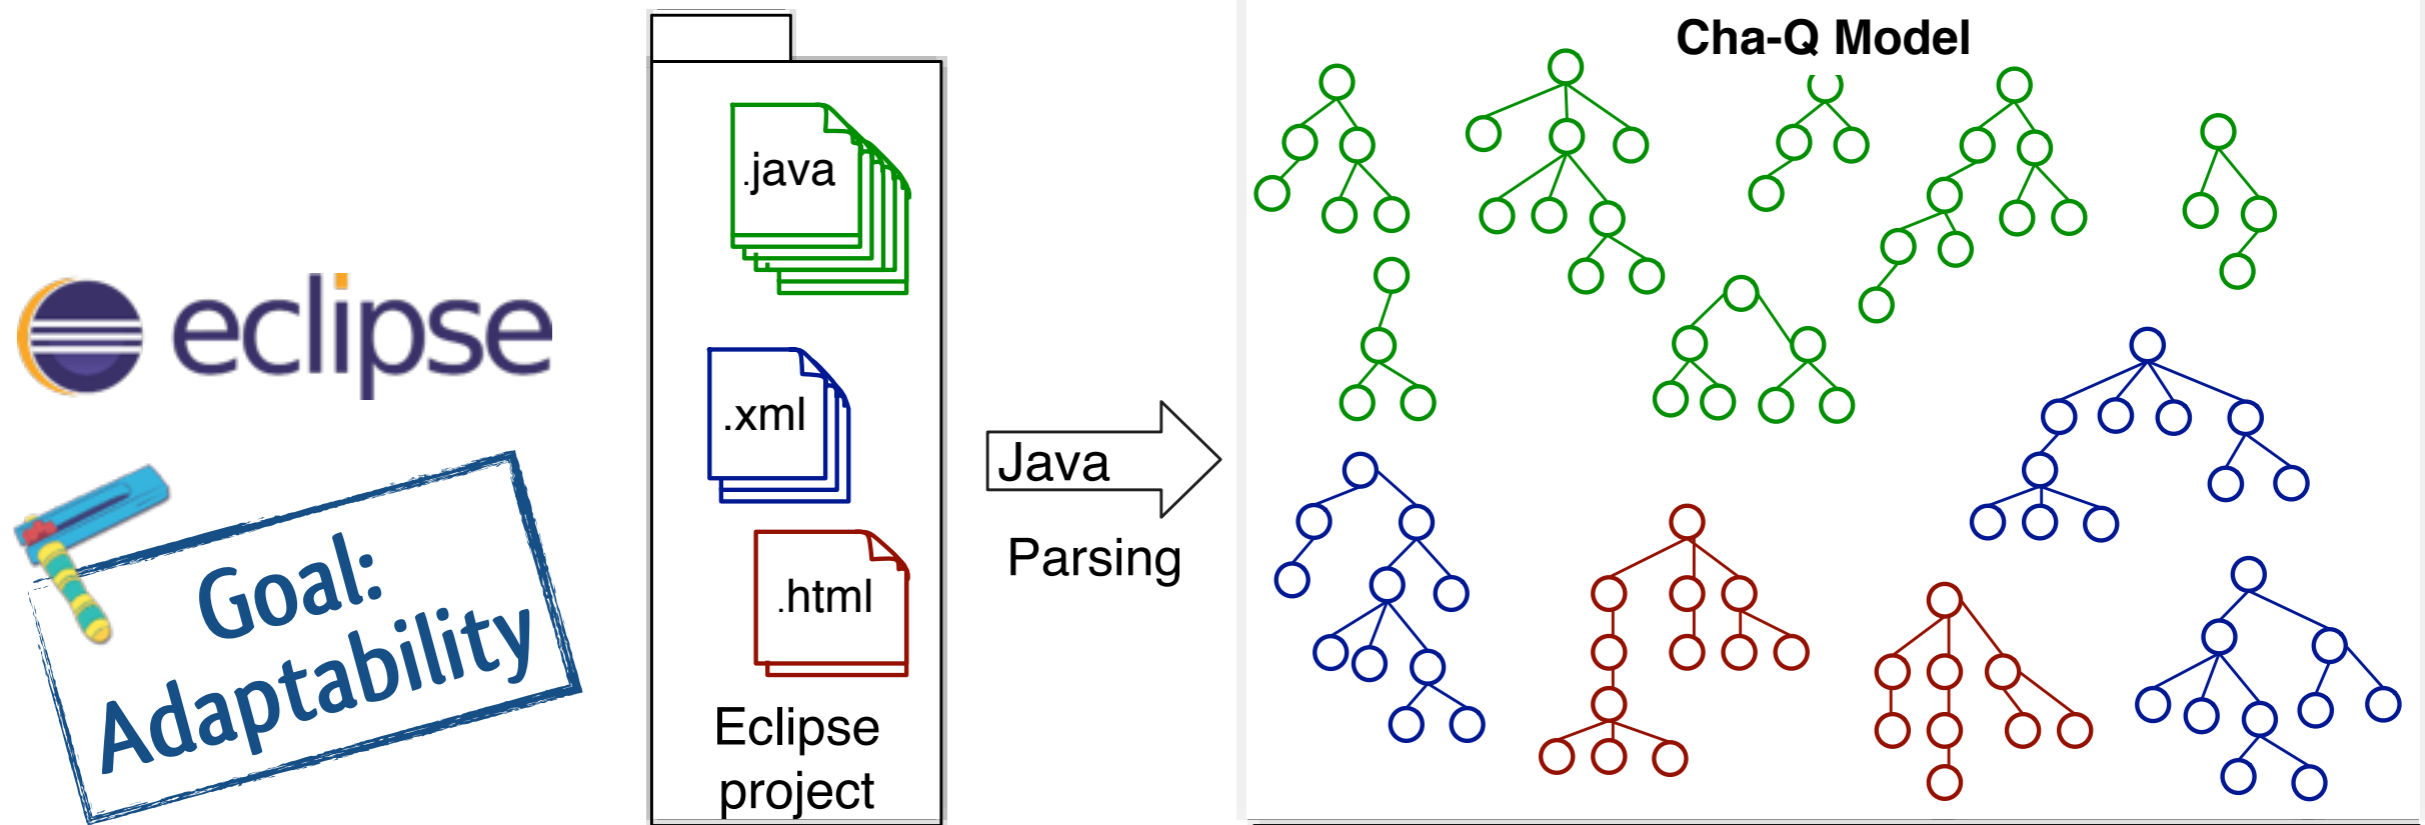 eclipse
Goal:
Adaptability
.java
.xml
.html
Eclipse
project
Java
Parsing
Cha-Q Model